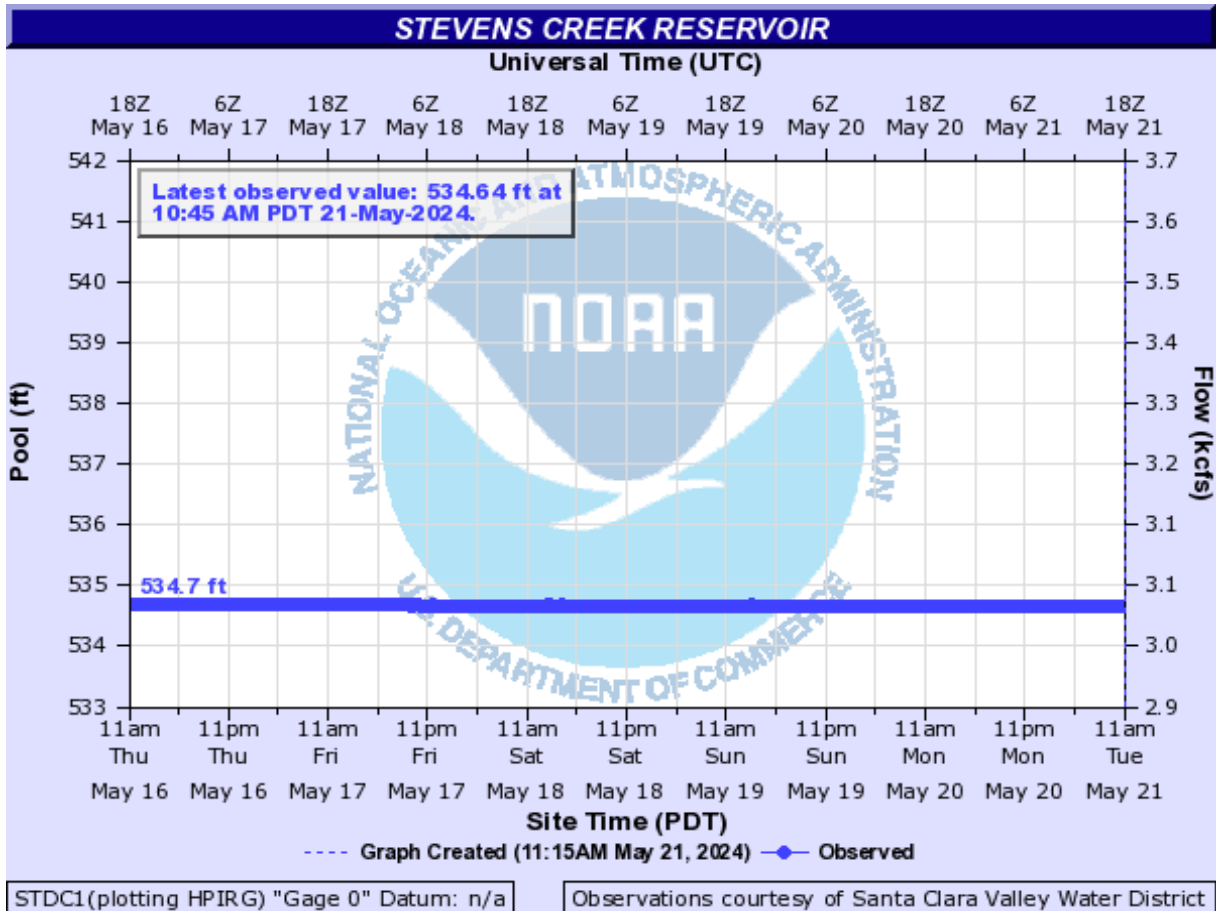 STEVENS CREEK RESERVOIR
Universal Time (UTC)
18Z 6Z 18Z 6Z 18Z 6Z 18Z 6Z 18Z 6Z 18Z
May 16 May 17 May 17 May 18 May 18 May 19 May 19 May 20 May 20 May 21 May 21
Latest observed value: 534.64 ft at
10:45 AM PDT 21-May-2024.
NATIONAL OCEANIC AND ATMOSPHERIC ADMINISTRATION
NOAA
U.S. DEPARTMENT OF COMMERCE
Pool (ft)
542
541
540
539
538
537
536
535
534
533
534.7 ft
3.7
3.6
3.5
3.4
3.3
3.2
3.1
3.1
3.0
2.9
Flow (kcfs)
11am 11pm 11am 11pm 11am 11pm 11am 11pm 11am 11pm 11am
Thu Thu Fri Fri Sat Sat Sun Sun Mon Mon Tue
May 16 May 16 May 17 May 17 May 18 May 18 May 19 May 19 May 20 May 20 May 21
Site Time (PDT)
Graph Created (11:15AM May 21, 2024) Observed
STDC1(plotting HPIRG) "Gage 0" Datum: n/a
Observations courtesy of Santa Clara Valley Water District